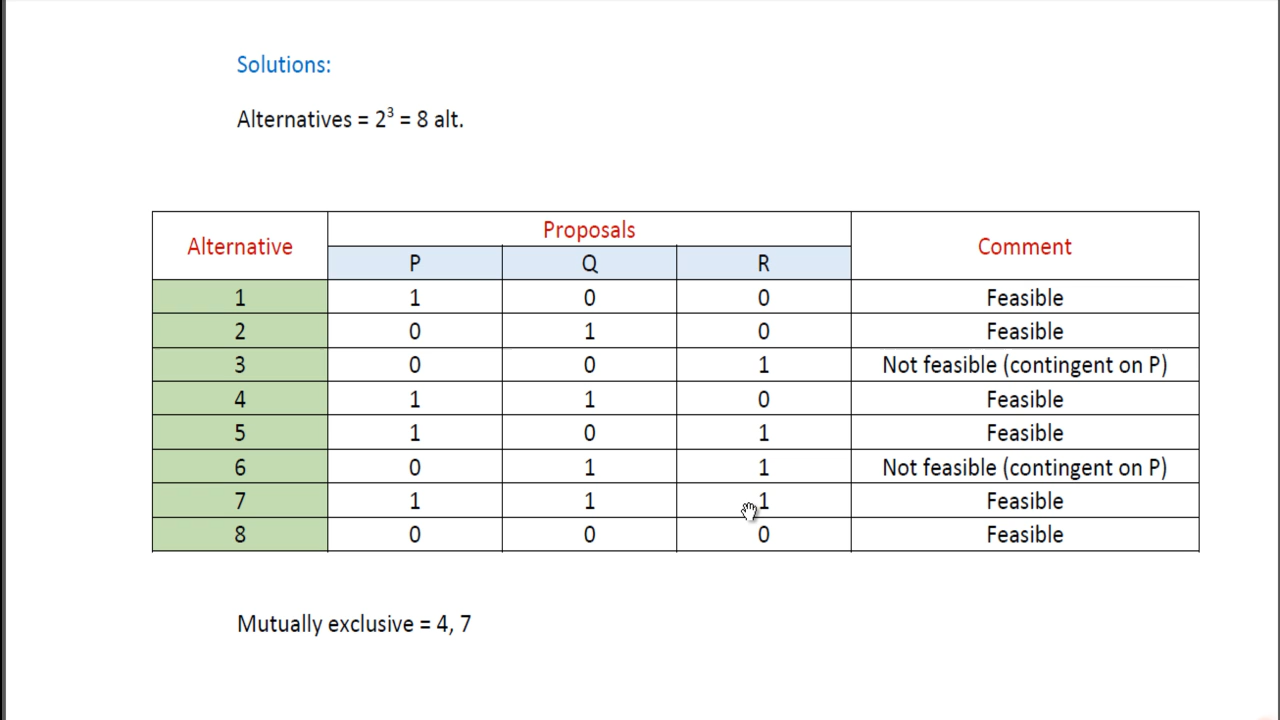 Solutions:
Alternatives = 2³ = 8 alt.
Alternative Proposals Comment
P Q R
1 1 0 0 Feasible
2 0 1 0 Feasible
3 0 0 1 Not feasible (contingent on P)
4 1 1 0 Feasible
5 1 0 1 Feasible
6 0 1 1 Not feasible (contingent on P)
7 1 1 1 Feasible
8 0 0 0 Feasible
Mutually exclusive = 4, 7